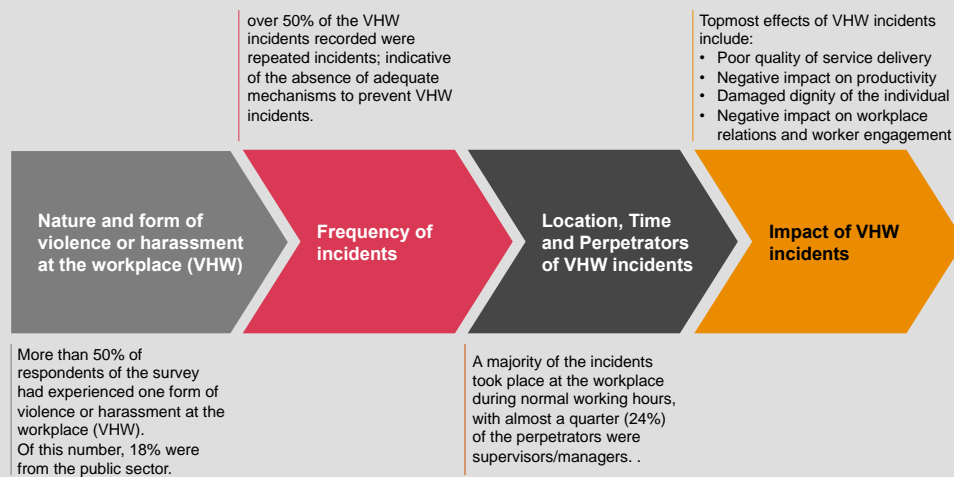 over 50% of the VHW
incidents recorded were
repeated incidents; indicative
of the absence of adequate
mechanisms to prevent VHW
incidents.
Topmost effects of VHW incidents
include:
• Poor quality of service delivery
• Negative impact on productivity
• Damaged dignity of the individual
• Negative impact on workplace
relations and worker engagement
Nature and form of
violence or harassment
at the workplace (VHW)
Frequency of
incidents
Location, Time
and Perpetrators
of VHW incidents
Impact of VHW
incidents
More than 50% of
respondents of the survey
had experienced one form of
violence or harassment at the
workplace (VHW).
Of this number, 18% were
from the public sector.
A majority of the incidents
took place at the workplace
during normal working hours,
with almost a quarter (24%)
of the perpetrators were
supervisors/managers. .